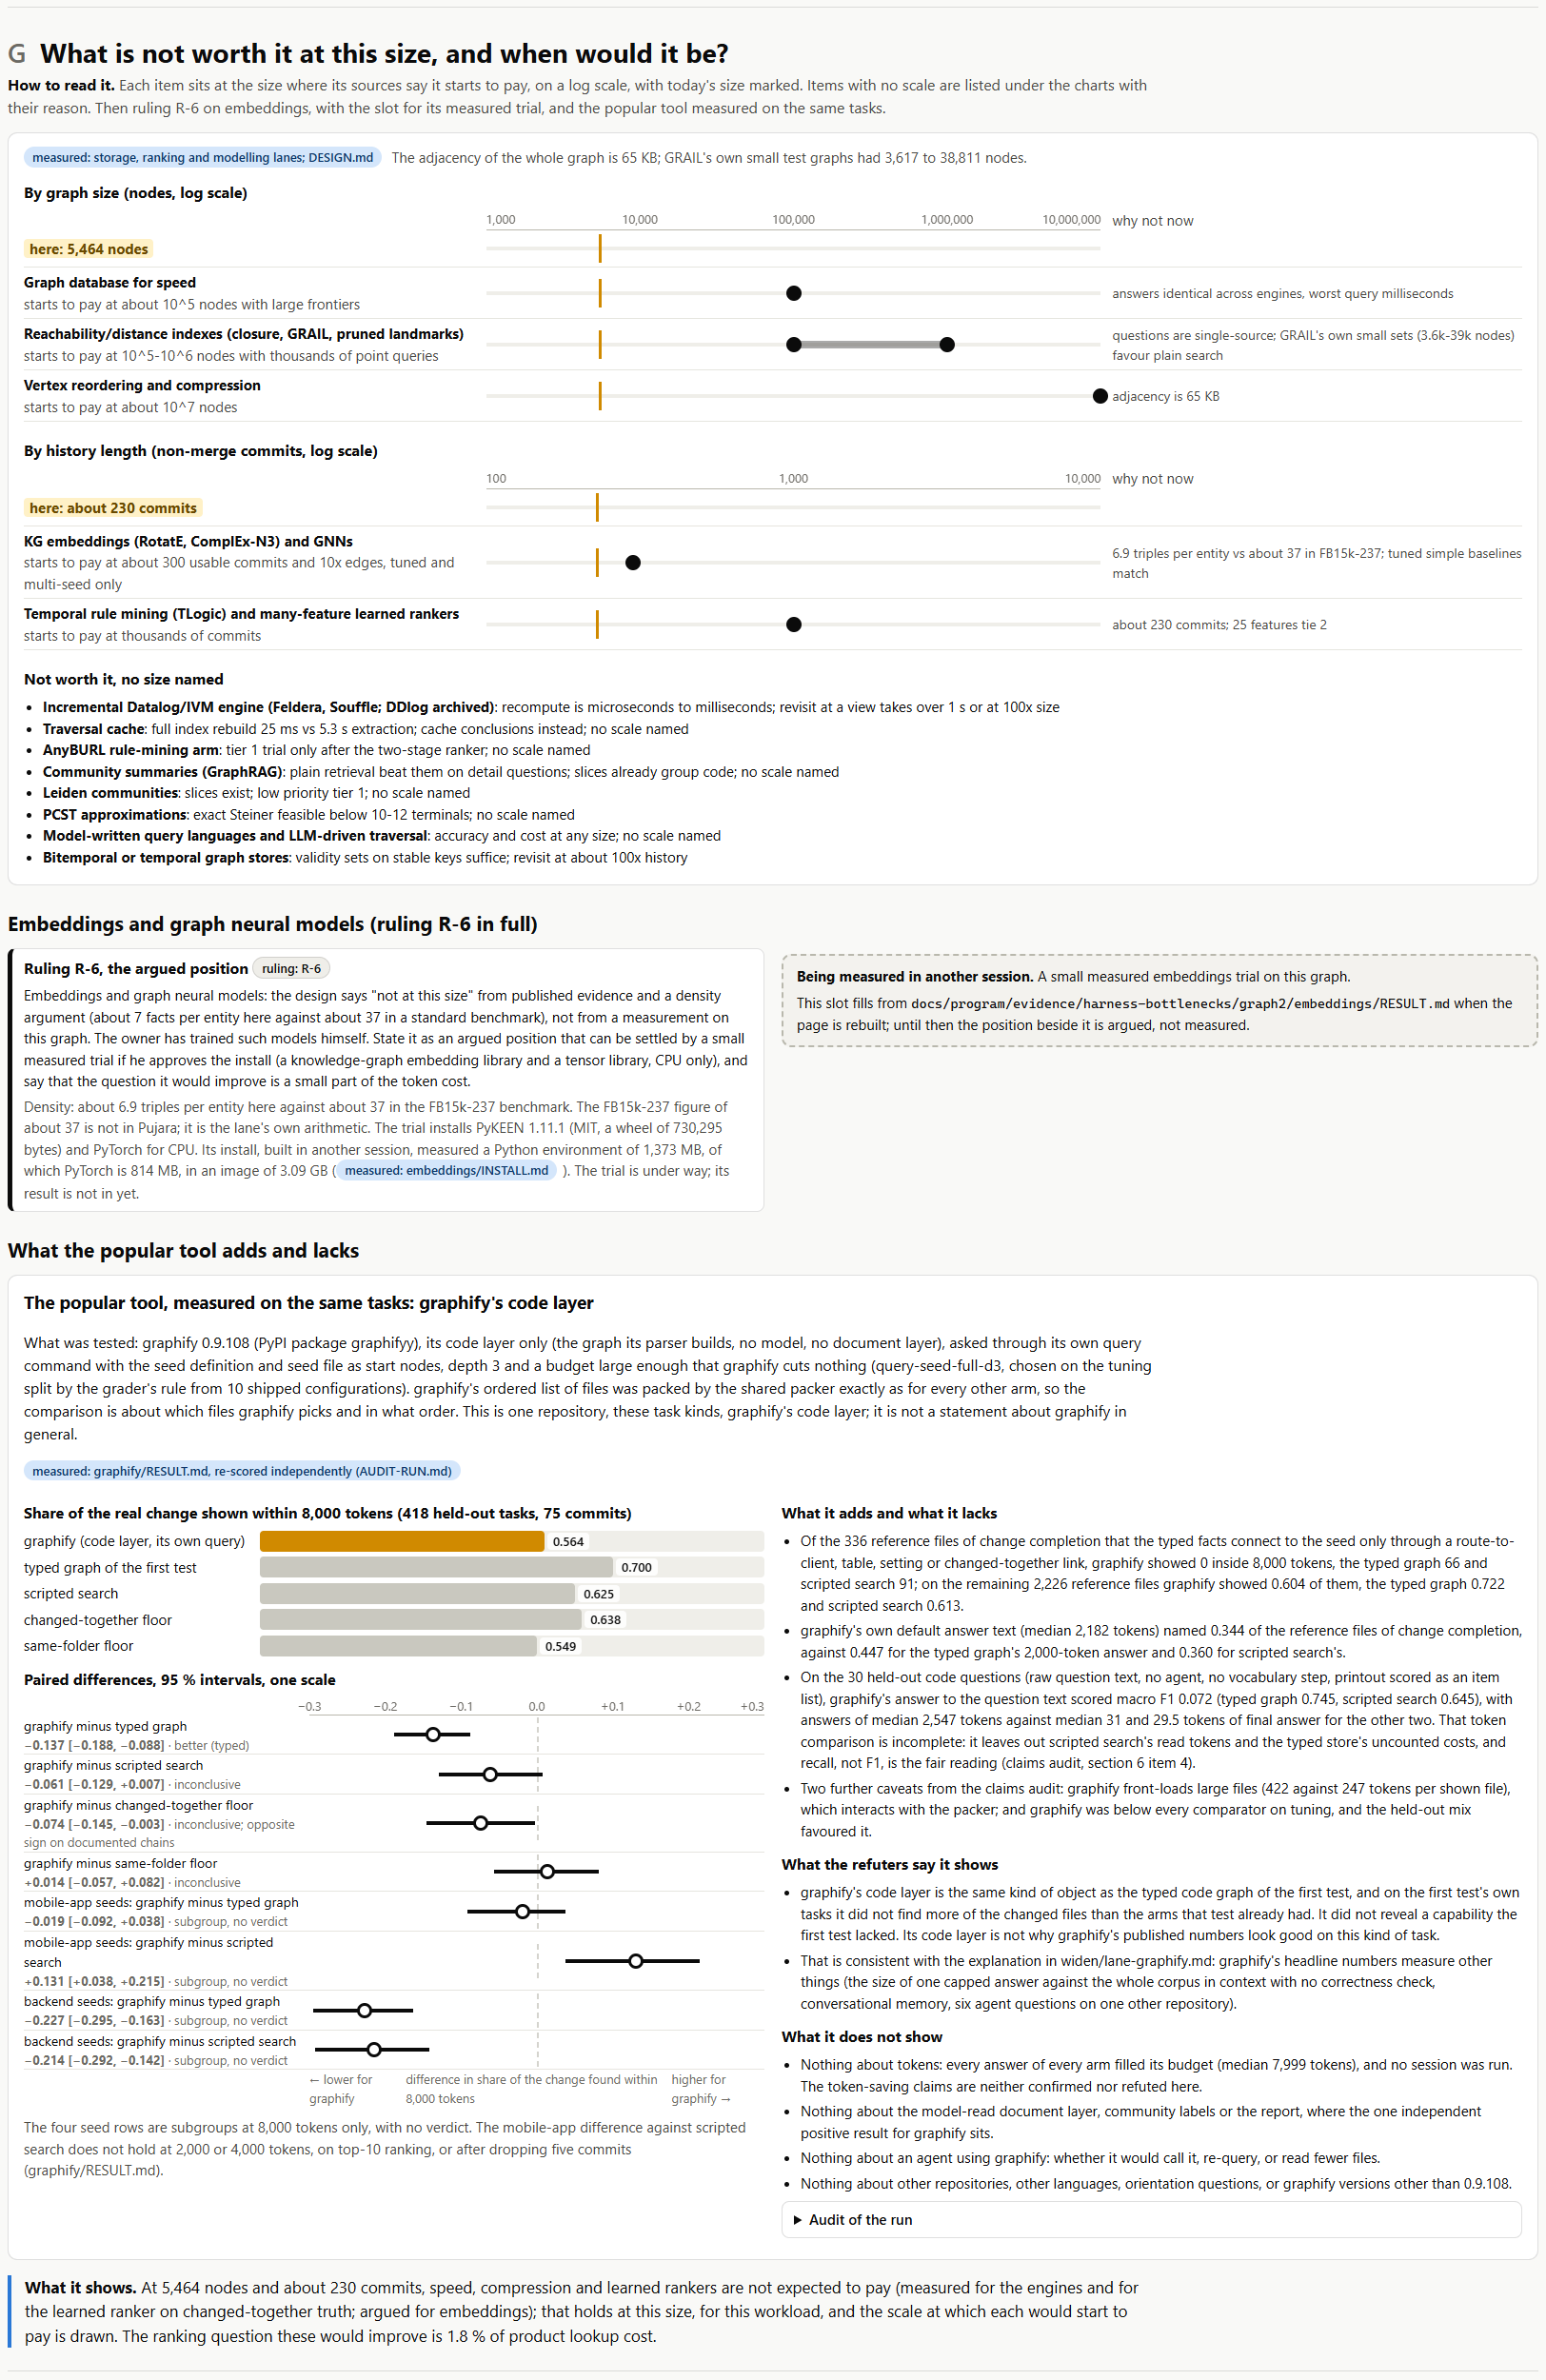 G What is not worth it at this size, and when would it be?
How to read it. Each item sits at the size where its sources say it starts to pay, on a log scale, with today's size marked. Items with no scale are listed under the charts with
their reason. Then ruling R-6 on embeddings, with the slot for its measured trial, and the popular tool measured on the same tasks.
measured: storage, ranking and modelling lanes; DESIGN.md The adjacency of the whole graph is 65 KB; GRAIL's own small test graphs had 3,617 to 38,811 nodes.
By graph size (nodes, log scale)
1,000 10,000 100,000 1,000,000 10,000,000 why not now
here: 5,464 nodes
Graph database for speed
starts to pay at about 10^5 nodes with large frontiers
answers identical across engines, worst query milliseconds
Reachability/distance indexes (closure, GRAIL, pruned landmarks)
starts to pay at 10^5-10^6 nodes with thousands of point queries
questions are single-source; GRAIL's own small sets (3.6k-39k nodes)
favour plain search
Vertex reordering and compression
starts to pay at about 10^7 nodes
adjacency is 65 KB
By history length (non-merge commits, log scale)
100 1,000 10,000 why not now
here: about 230 commits
KG embeddings (RotatE, ComplEx-N3) and GNNs
starts to pay at about 300 usable commits and 10x edges, tuned and
multi-seed only
6.9 triples per entity vs about 37 in FB15k-237; tuned simple baselines
match
Temporal rule mining (TLogic) and many-feature learned rankers
starts to pay at thousands of commits
about 230 commits; 25 features tie 2
Not worth it, no size named
• Incremental Datalog/IVM engine (Feldera, Souffle; DDlog archived): recompute is microseconds to milliseconds; revisit at a view takes over 1 s or at 100x size
• Traversal cache: full index rebuild 25 ms vs 5.3 s extraction; cache conclusions instead; no scale named
• AnyBURL rule-mining arm: tier 1 trial only after the two-stage ranker; no scale named
• Community summaries (GraphRAG): plain retrieval beat them on detail questions; slices already group code; no scale named
• Leiden communities: slices exist; low priority tier 1; no scale named
• PCST approximations: exact Steiner feasible below 10-12 terminals; no scale named
• Model-written query languages and LLM-driven traversal: accuracy and cost at any size; no scale named
• Bitemporal or temporal graph stores: validity sets on stable keys suffice; revisit at about 100x history
Embeddings and graph neural models (ruling R-6 in full)
Ruling R-6, the argued position ruling: R-6
Embeddings and graph neural models: the design says "not at this size" from published evidence and a density
argument (about 7 facts per entity here against about 37 in a standard benchmark), not from a measurement on
this graph. The owner has trained such models himself. State it as an argued position that can be settled by a small
measured trial if he approves the install (a knowledge-graph embedding library and a tensor library, CPU only), and
say that the question it would improve is a small part of the token cost.
Density: about 6.9 triples per entity here against about 37 in the FB15k-237 benchmark. The FB15k-237 figure of
about 37 is not in Pujara; it is the lane's own arithmetic. The trial installs PyKEEN 1.11.1 (MIT, a wheel of 730,295
bytes) and PyTorch for CPU. Its install, built in another session, measured a Python environment of 1,373 MB, of
which PyTorch is 814 MB, in an image of 3.09 GB ( measured: embeddings/INSTALL.md ). The trial is under way; its
result is not in yet.
Being measured in another session. A small measured embeddings trial on this graph.
This slot fills from docs/program/evidence/harness-bottlenecks/graph2/embeddings/RESULT.md when the
page is rebuilt; until then the position beside it is argued, not measured.
What the popular tool adds and lacks
The popular tool, measured on the same tasks: graphify's code layer
What was tested: graphify 0.9.108 (PyPI package graphifyy), its code layer only (the graph its parser builds, no model, no document layer), asked through its own query
command with the seed definition and seed file as start nodes, depth 3 and a budget large enough that graphify cuts nothing (query-seed-full-d3, chosen on the tuning
split by the grader's rule from 10 shipped configurations). graphify's ordered list of files was packed by the shared packer exactly as for every other arm, so the
comparison is about which files graphify picks and in what order. This is one repository, these task kinds, graphify's code layer; it is not a statement about graphify in
general.
measured: graphify/RESULT.md, re-scored independently (AUDIT-RUN.md)
Share of the real change shown within 8,000 tokens (418 held-out tasks, 75 commits)
graphify (code layer, its own query) 0.564
typed graph of the first test 0.700
scripted search 0.625
changed-together floor 0.638
same-folder floor 0.549
Paired differences, 95 % intervals, one scale
−0.3 −0.2 −0.1 0.0 +0.1 +0.2 +0.3
graphify minus typed graph
−0.137 [−0.188, −0.088] · better (typed)
graphify minus scripted search
−0.061 [−0.129, +0.007] · inconclusive
graphify minus changed-together floor
−0.074 [−0.145, −0.003] · inconclusive; opposite
sign on documented chains
graphify minus same-folder floor
+0.014 [−0.057, +0.082] · inconclusive
mobile-app seeds: graphify minus typed graph
−0.019 [−0.092, +0.038] · subgroup, no verdict
mobile-app seeds: graphify minus scripted
search
+0.131 [+0.038, +0.215] · subgroup, no verdict
backend seeds: graphify minus typed graph
−0.227 [−0.295, −0.163] · subgroup, no verdict
backend seeds: graphify minus scripted search
−0.214 [−0.292, −0.142] · subgroup, no verdict
← lower for difference in share of the change found within higher for
graphify 8,000 tokens graphify →
The four seed rows are subgroups at 8,000 tokens only, with no verdict. The mobile-app difference against scripted
search does not hold at 2,000 or 4,000 tokens, on top-10 ranking, or after dropping five commits
(graphify/RESULT.md).
What it adds and what it lacks
• Of the 336 reference files of change completion that the typed facts connect to the seed only through a route-to-
client, table, setting or changed-together link, graphify showed 0 inside 8,000 tokens, the typed graph 66 and
scripted search 91; on the remaining 2,226 reference files graphify showed 0.604 of them, the typed graph 0.722
and scripted search 0.613.
• graphify's own default answer text (median 2,182 tokens) named 0.344 of the reference files of change completion,
against 0.447 for the typed graph's 2,000-token answer and 0.360 for scripted search's.
• On the 30 held-out code questions (raw question text, no agent, no vocabulary step, printout scored as an item
list), graphify's answer to the question text scored macro F1 0.072 (typed graph 0.745, scripted search 0.645), with
answers of median 2,547 tokens against median 31 and 29.5 tokens of final answer for the other two. That token
comparison is incomplete: it leaves out scripted search's read tokens and the typed store's uncounted costs, and
recall, not F1, is the fair reading (claims audit, section 6 item 4).
• Two further caveats from the claims audit: graphify front-loads large files (422 against 247 tokens per shown file),
which interacts with the packer; and graphify was below every comparator on tuning, and the held-out mix
favoured it.
What the refuters say it shows
• graphify's code layer is the same kind of object as the typed code graph of the first test, and on the first test's own
tasks it did not find more of the changed files than the arms that test already had. It did not reveal a capability the
first test lacked. Its code layer is not why graphify's published numbers look good on this kind of task.
• That is consistent with the explanation in widen/lane-graphify.md: graphify's headline numbers measure other
things (the size of one capped answer against the whole corpus in context with no correctness check,
conversational memory, six agent questions on one other repository).
What it does not show
• Nothing about tokens: every answer of every arm filled its budget (median 7,999 tokens), and no session was run.
The token-saving claims are neither confirmed nor refuted here.
• Nothing about the model-read document layer, community labels or the report, where the one independent
positive result for graphify sits.
• Nothing about an agent using graphify: whether it would call it, re-query, or read fewer files.
• Nothing about other repositories, other languages, orientation questions, or graphify versions other than 0.9.108.
▶ Audit of the run
What it shows. At 5,464 nodes and about 230 commits, speed, compression and learned rankers are not expected to pay (measured for the engines and for
the learned ranker on changed-together truth; argued for embeddings); that holds at this size, for this workload, and the scale at which each would start to
pay is drawn. The ranking question these would improve is 1.8 % of product lookup cost.